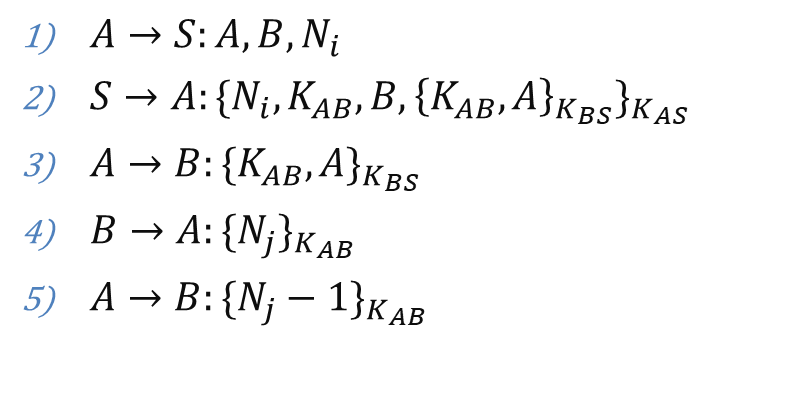 1) A → S: A, B, N_i
2) S → A: {N_i, K_AB, B, {K_AB, A}_K_BS}_K_AS
3) A → B: {K_AB, A}_K_BS
4) B → A: {N_j}_K_AB
5) A → B: {N_j − 1}_K_AB